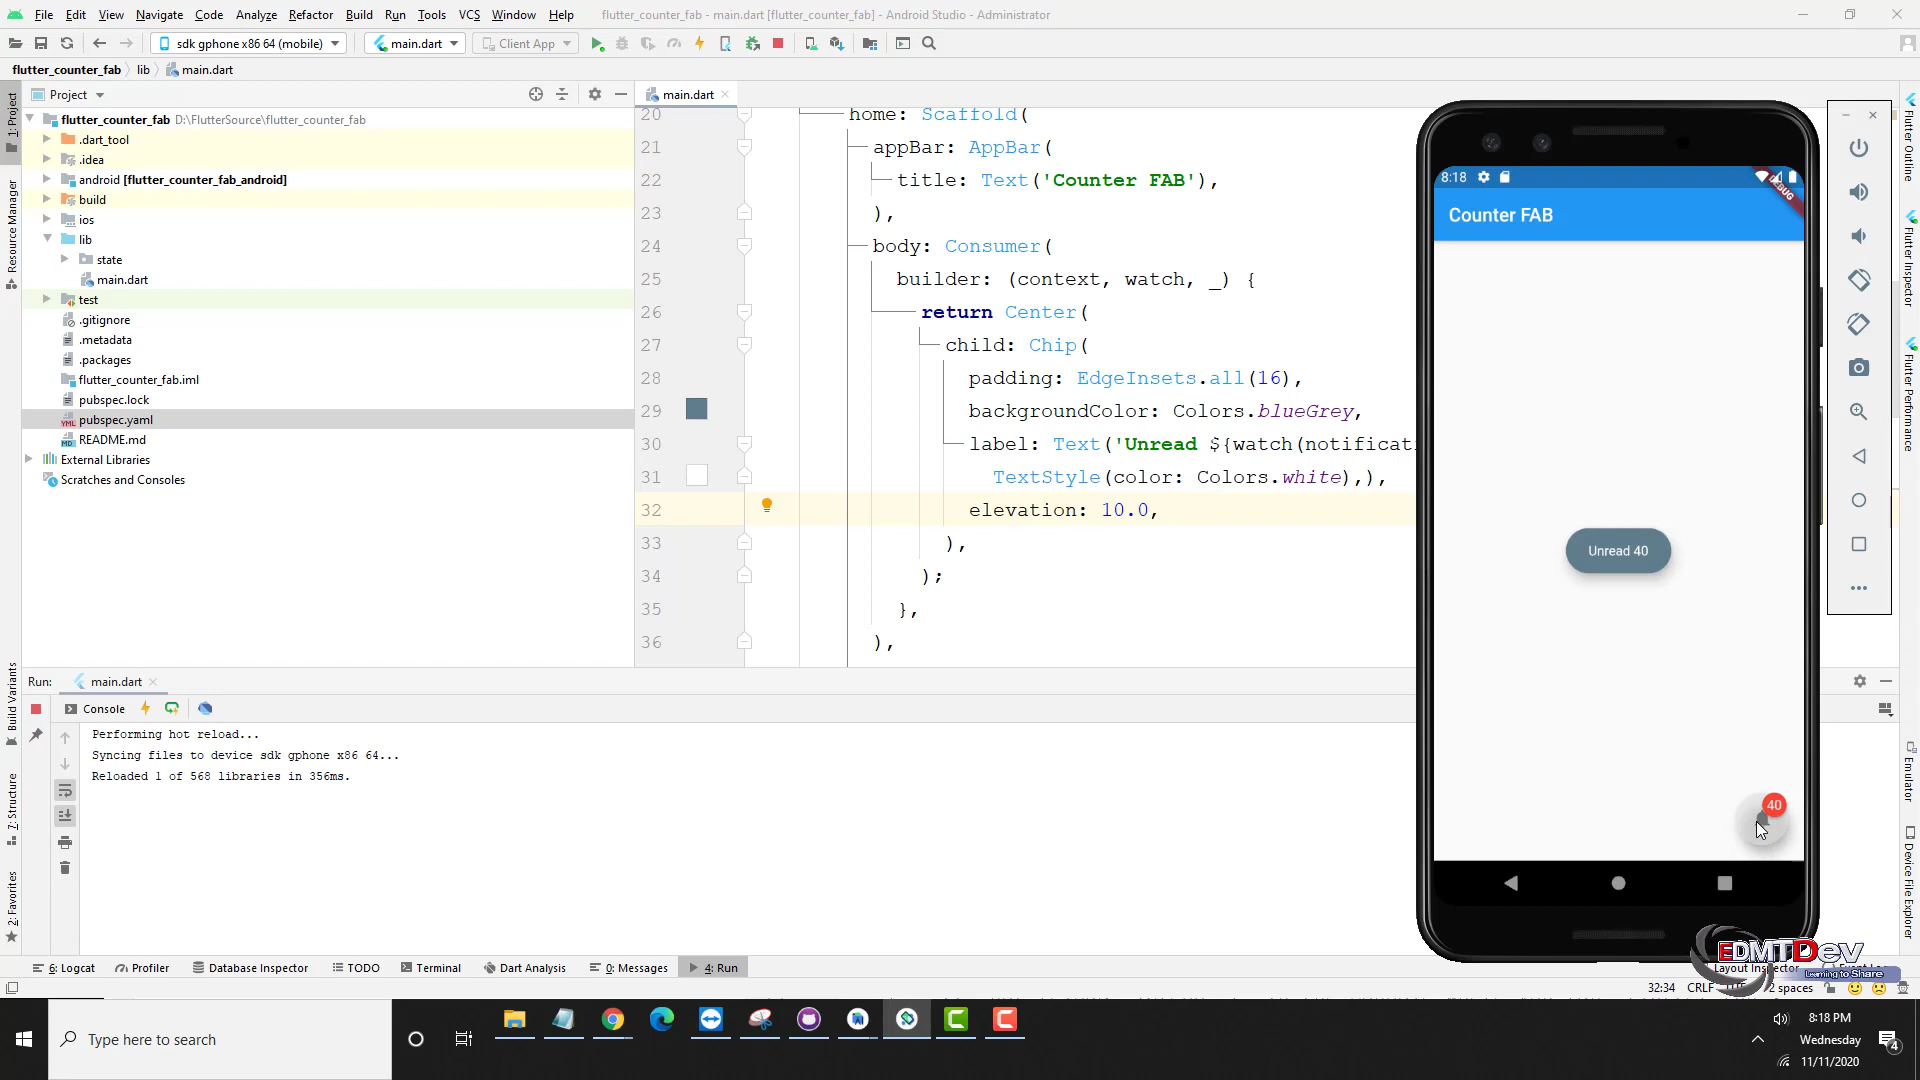 File Edit View Navigate Code Analyze Refactor Build Run Tools VCS Window Help flutter_counter_fab - main.dart [flutter_counter_fab] - Android Studio - Administrator
sdk gphone x86 64 (mobile) main.dart Client App
flutter_counter_fab lib main.dart
1: Project
Resource Manager
Build Variants
7: Structure
2: Favorites
Project
flutter_counter_fab D:\FlutterSource\flutter_counter_fab
.dart_tool
.idea
android [flutter_counter_fab_android]
build
ios
lib
state
main.dart
test
.gitignore
.metadata
.packages
flutter_counter_fab.iml
pubspec.lock
pubspec.yaml
README.md
External Libraries
Scratches and Consoles
main.dart
20 home: Scaffold(
21 appBar: AppBar(
22 title: Text('Counter FAB'),
23 ),
24 body: Consumer(
25 builder: (context, watch, _) {
26 return Center(
27 child: Chip(
28 padding: EdgeInsets.all(16),
29 backgroundColor: Colors.blueGrey,
30 label: Text('Unread ${watch(notificati
31 TextStyle(color: Colors.white),),
32 elevation: 10.0,
33 ),
34 );
35 },
36 ),
8:18
DEBUG
Counter FAB
Unread 40
40
Flutter Outline
Flutter Inspector
Flutter Performance
Emulator
Device File Explorer
Run: main.dart
Console
Performing hot reload...
Syncing files to device sdk gphone x86 64...
Reloaded 1 of 568 libraries in 356ms.
6: Logcat Profiler Database Inspector TODO Terminal Dart Analysis 0: Messages 4: Run Layout Inspector
EDMTDev
Learning to Share
32:34 CRLF 2 spaces
Type here to search
8:18 PM
Wednesday
11/11/2020
4